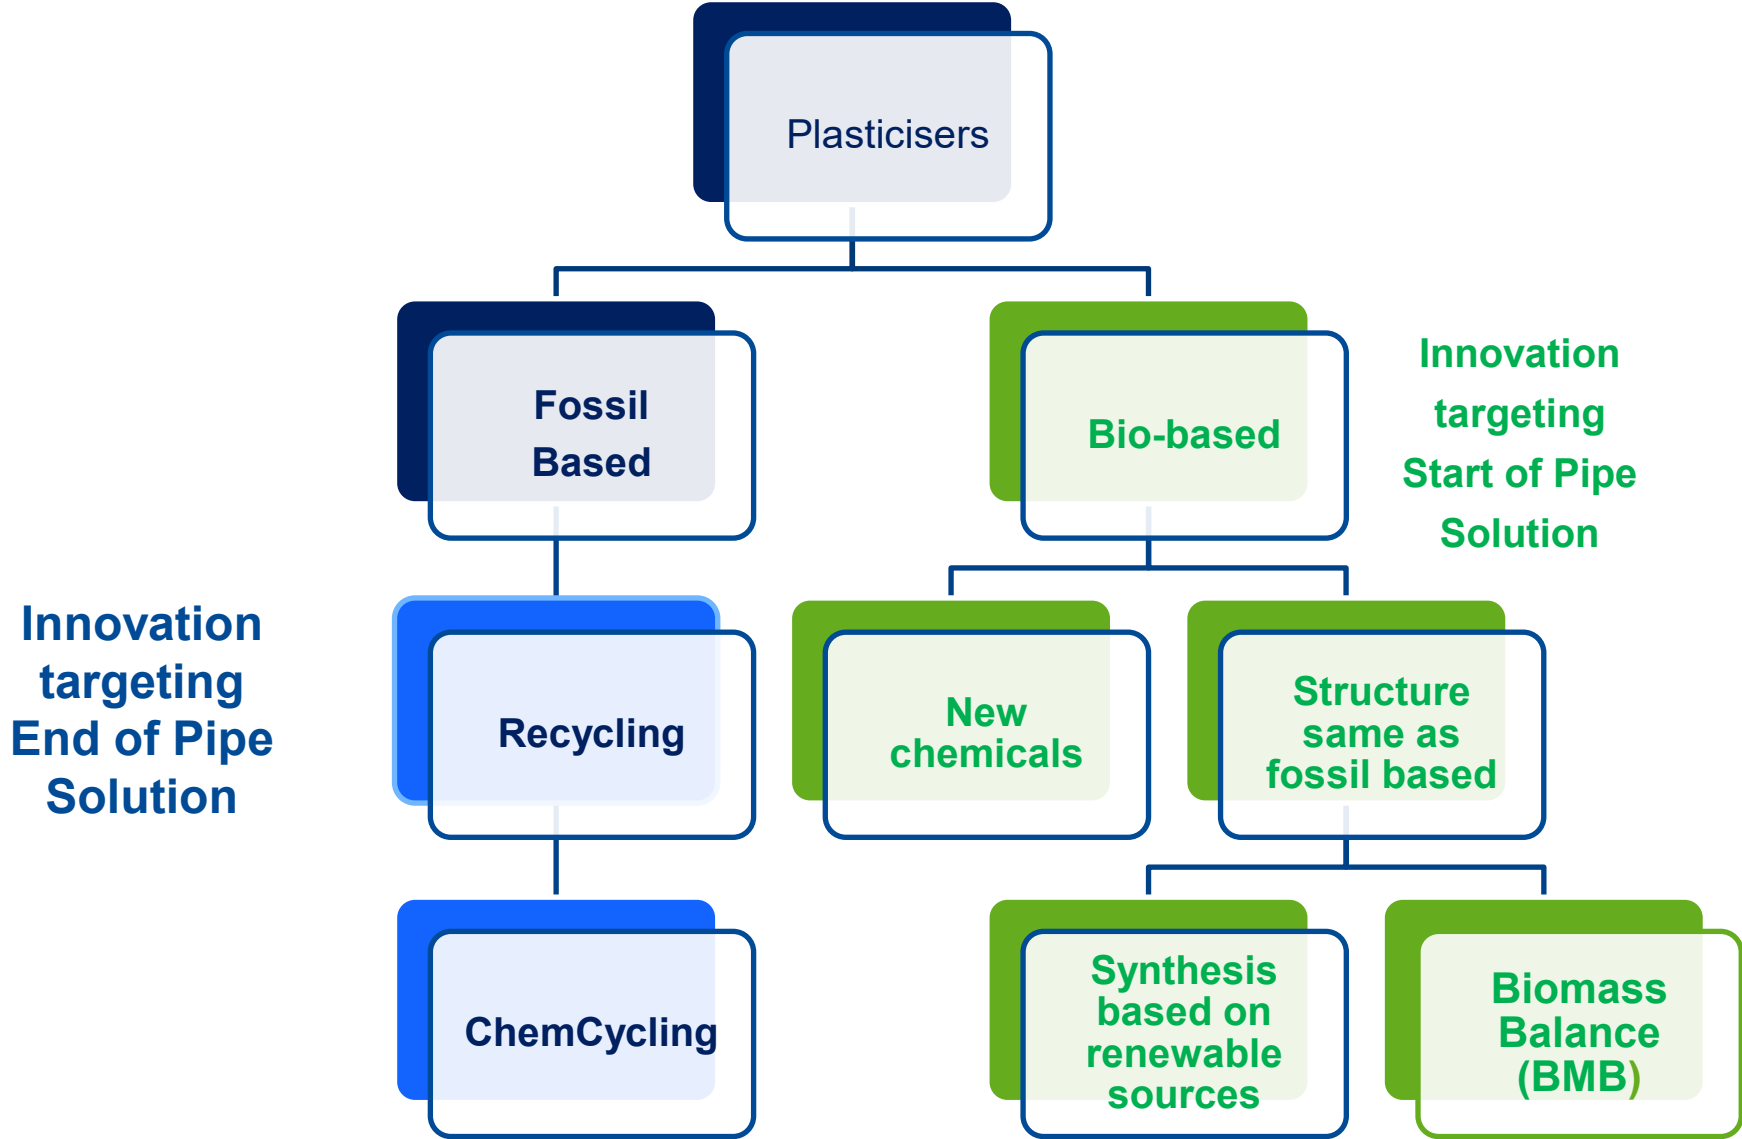 Plasticisers
Fossil
Based
Bio-based
Innovation
targeting
Start of Pipe
Solution
Innovation
targeting
End of Pipe
Solution
Recycling
New
chemicals
Structure
same as
fossil based
ChemCycling
Synthesis
based on
renewable
sources
Biomass
Balance
(BMB)